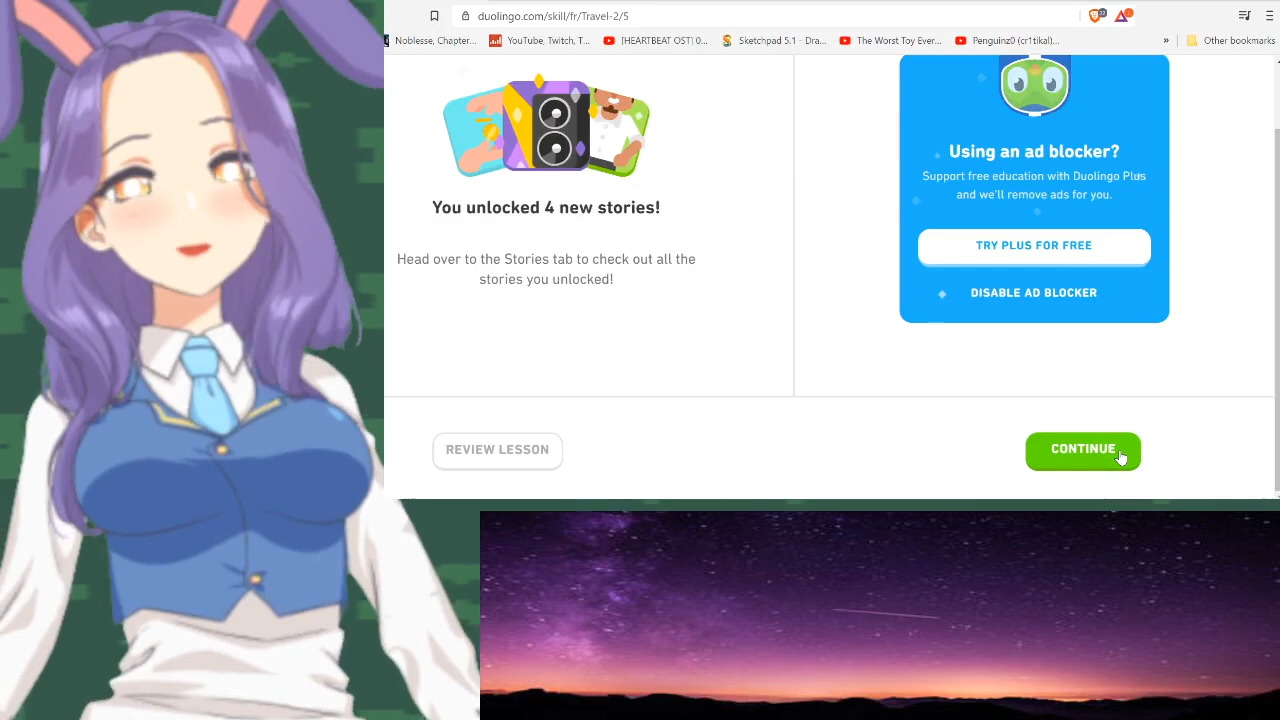 duolingo.com/skill/fr/Travel-2/5
Noblesse, Chapter... YouTube, Twitch, T... [HEARTBEAT OST] 0... Sketchpad 5.1 - Dra... The Worst Toy Ever... Penguinz0 (cr1tikal)... » Other bookmarks
Using an ad blocker?
Support free education with Duolingo Plus
and we'll remove ads for you.
TRY PLUS FOR FREE
DISABLE AD BLOCKER
You unlocked 4 new stories!
Head over to the Stories tab to check out all the
stories you unlocked!
REVIEW LESSON
CONTINUE